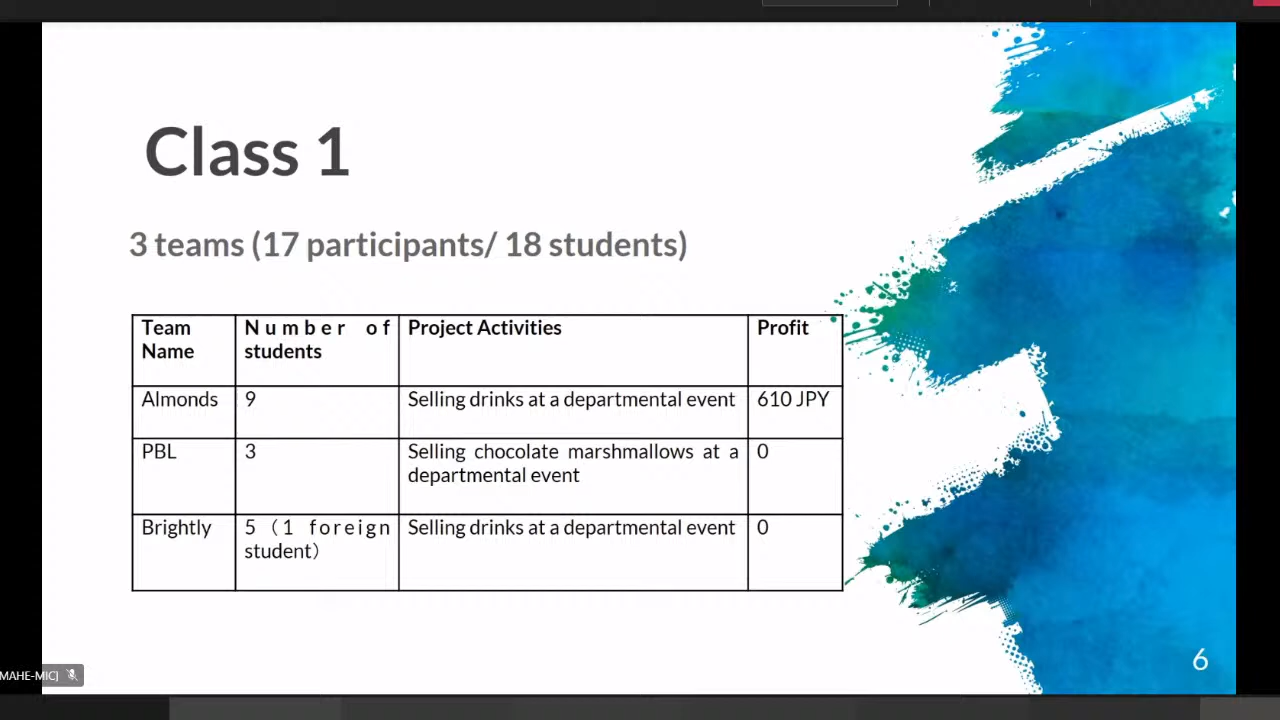 Class 1
3 teams (17 participants/ 18 students)
Team Name
Number of students
Project Activities
Profit
Almonds
9
Selling drinks at a departmental event
610 JPY
PBL
3
Selling chocolate marshmallows at a
departmental event
0
Brightly
5（1 foreign
student）
Selling drinks at a departmental event
0
6
MAHE-MIC]